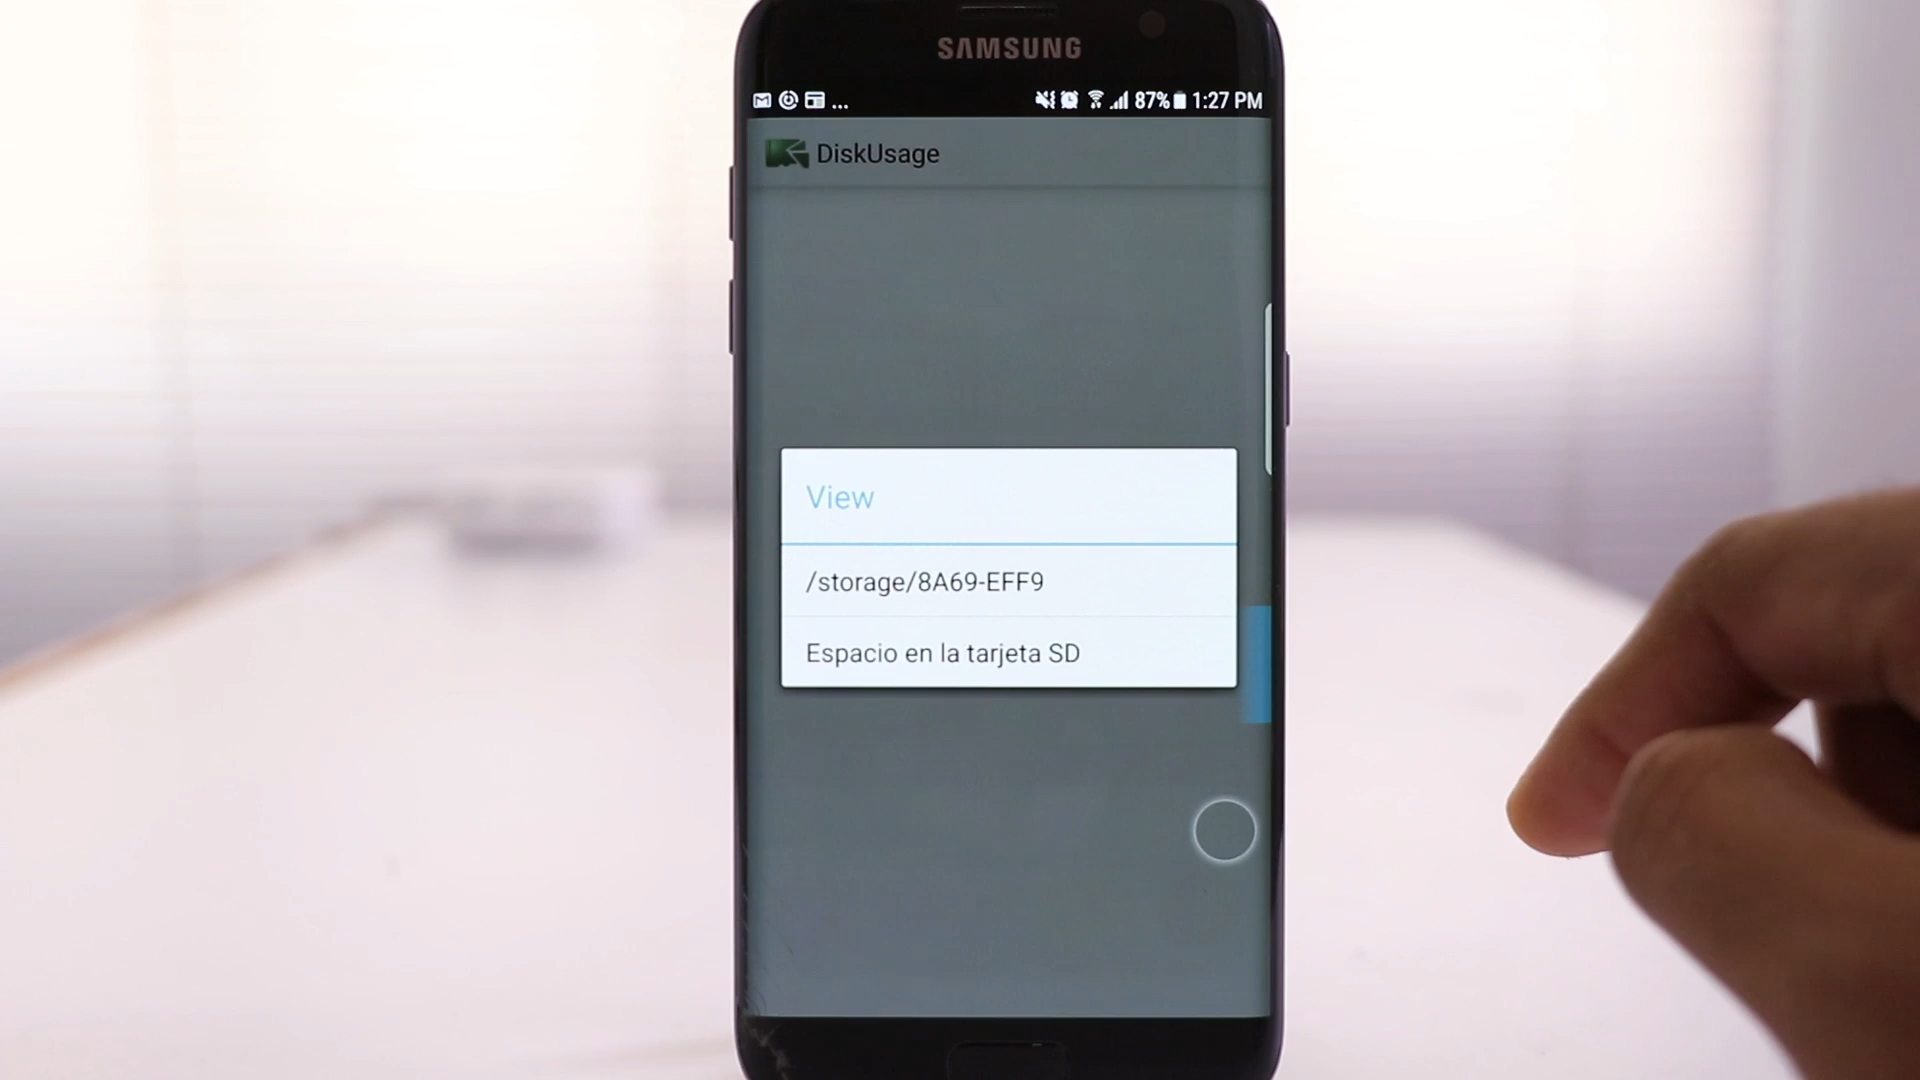 SAMSUNG
... 87% 1:27 PM
DiskUsage
View
/storage/8A69-EFF9
Espacio en la tarjeta SD